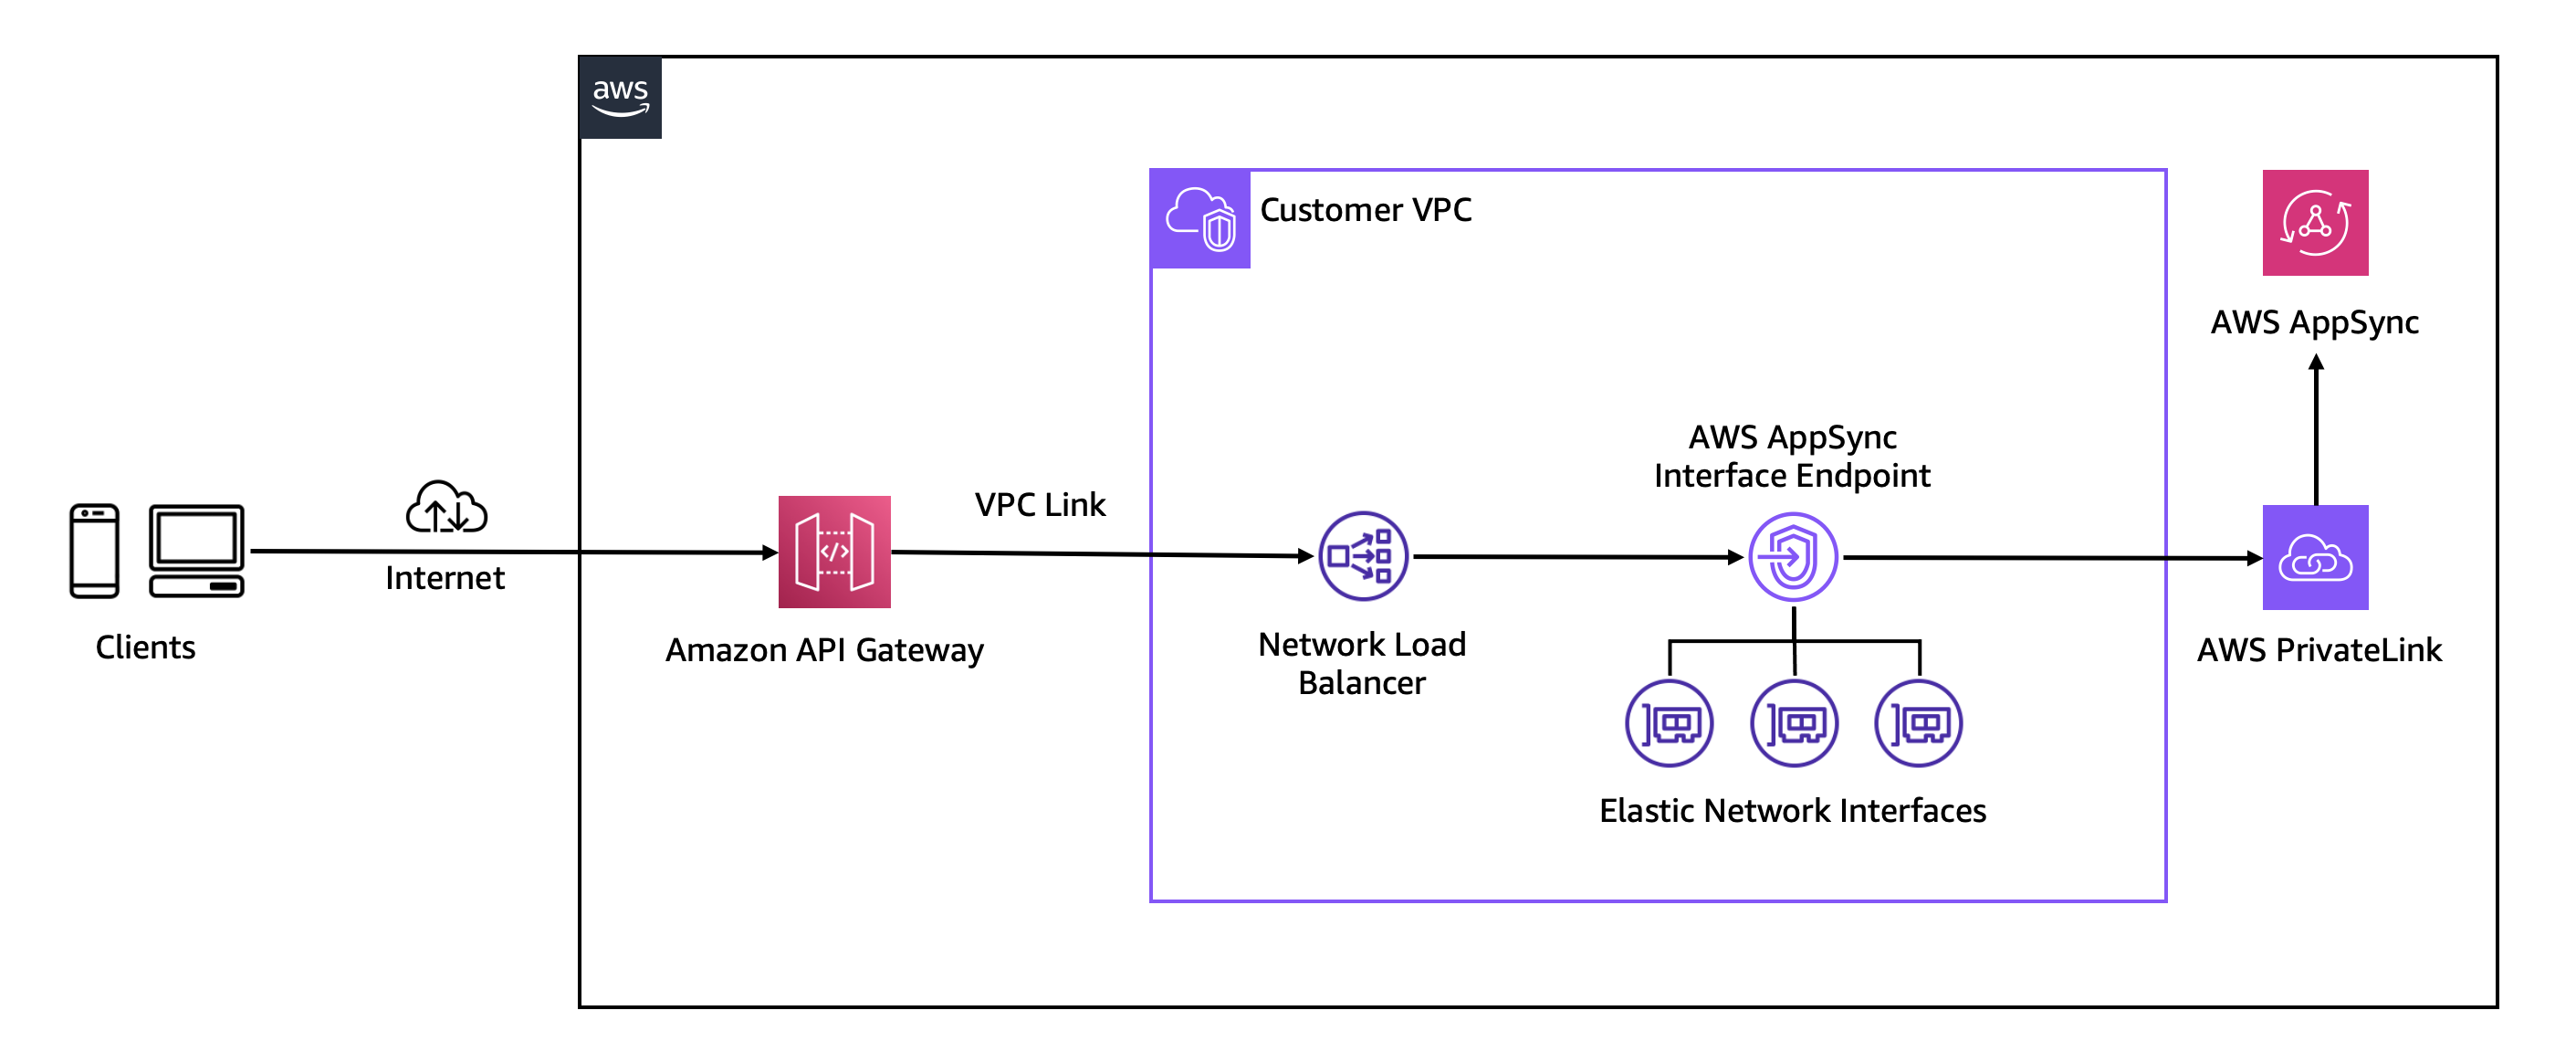 aws
Customer VPC
AWS AppSync
AWS AppSync
Interface Endpoint
VPC Link
Internet
Clients
Amazon API Gateway
Network Load
Balancer
AWS PrivateLink
Elastic Network Interfaces